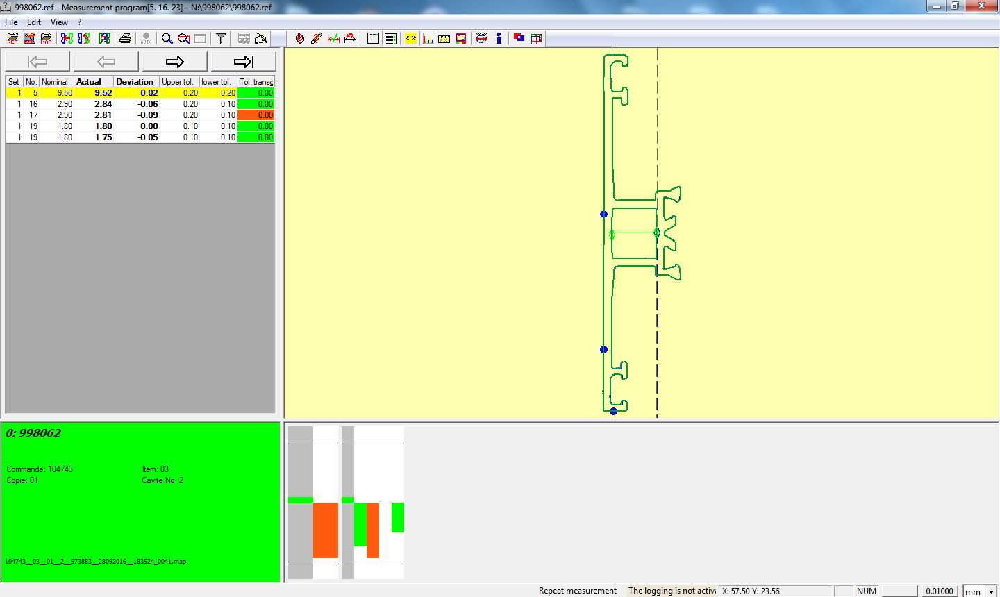 998062.ref - Measurement program[5. 16. 23] - N:\998062\998062.ref
File Edit View ?
REF MAP AUTO
Set No. Nominal Actual Deviation Upper tol. lower tol. Tol. transg
1 5 9.50 9.52 0.02 0.20 0.20 0.00
1 16 2.90 2.84 -0.06 0.20 0.10 0.00
1 17 2.90 2.81 -0.09 0.20 0.10 0.00
1 19 1.80 1.80 0.00 0.10 0.10 0.00
1 19 1.80 1.75 -0.05 0.10 0.10 0.00
0: 998062
Commande: 104743 Item: 03
Copie: 01 Cavite No: 2
104743__03__01__2__573883__28092016__183524_0041.map
Repeat measurement The logging is not activa X: 57.50 Y: 23.56 NUM 0.01000 mm